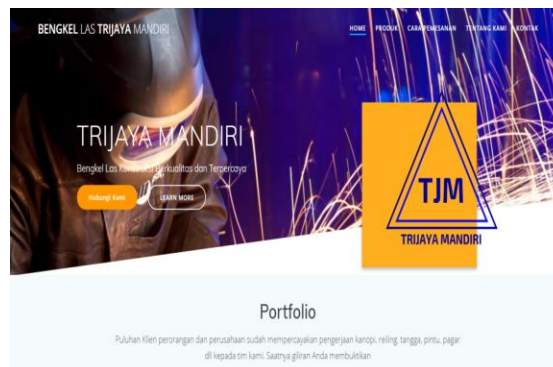 BENGKEL LAS TRIJAYA MANDIRI
HOME PRODUK CARA PEMESANAN TENTANG KAMI KONTAK
TRIJAYA MANDIRI
Bengkel Las Berkualitas dan Terpercaya
Hubungi Kami LEARN MORE
TJM
TRIJAYA MANDIRI
Portfolio
Puluhan Klien perorangan dan perusahaan sudah mempercayakan pengerjaan kanopi, reiling, tangga, pintu, pagar
dll kepada tim kami. Saatnya giliran Anda membuktikan